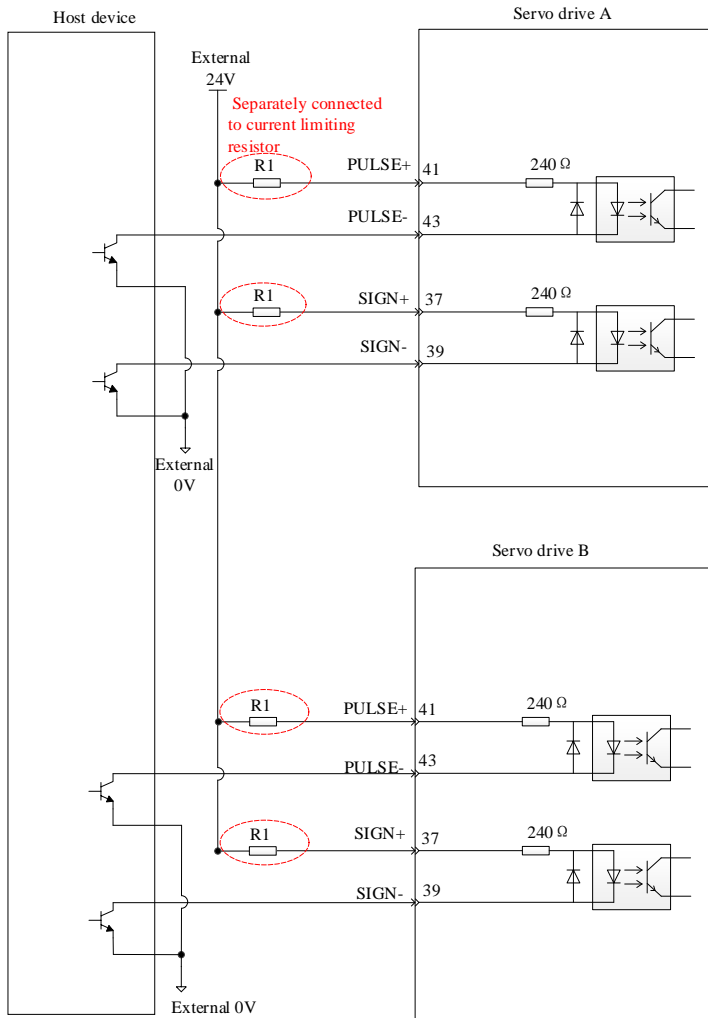 Host device
Servo drive A
External
24V
Separately connected
to current limiting
resistor
R1
PULSE+
41
240 Ω
PULSE-
43
R1
SIGN+
37
240 Ω
SIGN-
39
External
0V
Servo drive B
R1
PULSE+
41
240 Ω
PULSE-
43
R1
SIGN+
37
240 Ω
SIGN-
39
External 0V